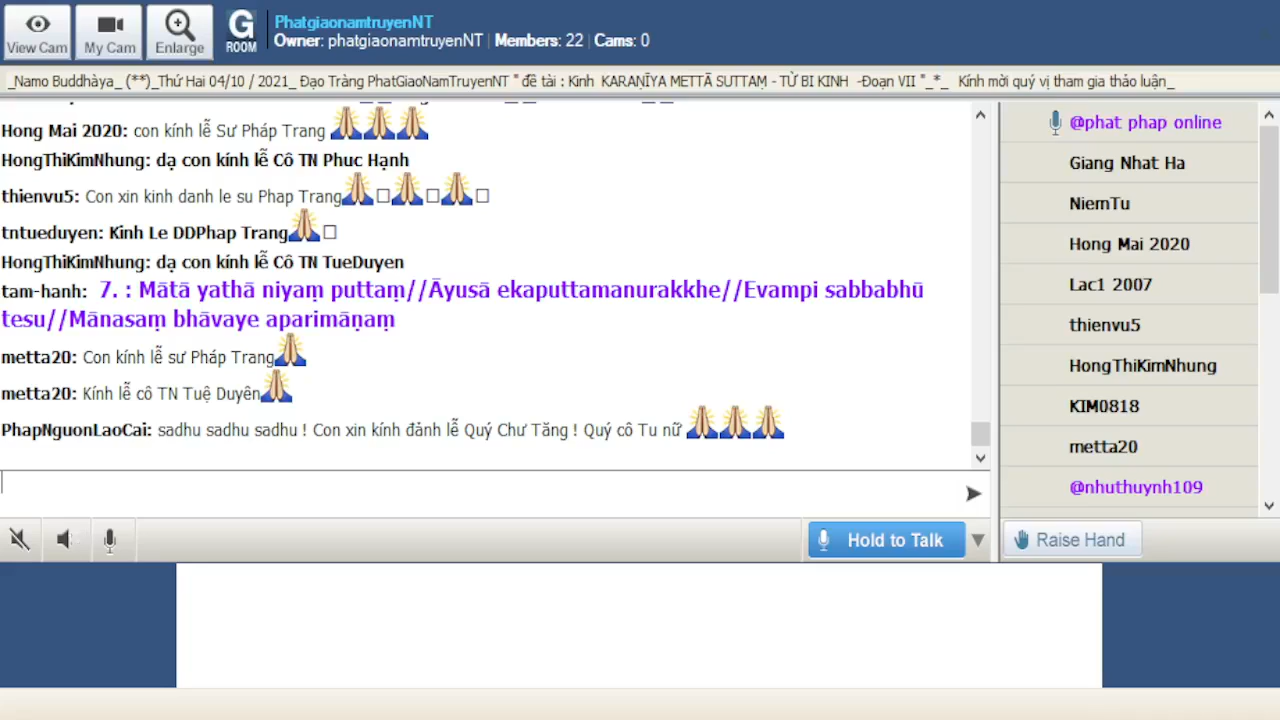 PhatgiaonamtruyenNT
View Cam
My Cam
Enlarge
G
ROOM
Owner: phatgiaonamtruyenNT | Members: 22 | Cams: 0
_Namo Buddhàya_ (**)_Thứ Hai 04/10 / 2021_ Đạo Tràng PhatGiaoNamTruyenNT " đề tài : Kinh KARAṆĪYA METTĀ SUTTAṂ - TỪ BI KINH -Đoạn VII "_*_ Kính mời quý vị tham gia thảo luận_
Hong Mai 2020: con kính lễ Sư Pháp Trang 🙏🙏🙏
HongThiKimNhung: dạ con kính lễ Cô TN Phuc Hạnh
thienvu5: Con xin kinh danh le su Phap Trang🙏□🙏□🙏□
tntueduyen: Kinh Le DDPhap Trang🙏□
HongThiKimNhung: dạ con kính lễ Cô TN TueDuyen
tam-hanh: 7. : Mātā yathā niyaṃ puttaṃ//Āyusā ekaputtamanurakkhe//Evampi sabbabhū
tesu//Mānasaṃ bhāvaye aparimāṇaṃ
metta20: Con kính lễ sư Pháp Trang🙏
metta20: Kính lễ cô TN Tuệ Duyên🙏
PhapNguonLaoCai: sadhu sadhu sadhu ! Con xin kính đảnh lễ Quý Chư Tăng ! Quý cô Tu nữ 🙏🙏🙏
@phat phap online
Giang Nhat Ha
NiemTu
Hong Mai 2020
Lac1 2007
thienvu5
HongThiKimNhung
KIM0818
metta20
@nhuthuynh109
Hold to Talk
Raise Hand